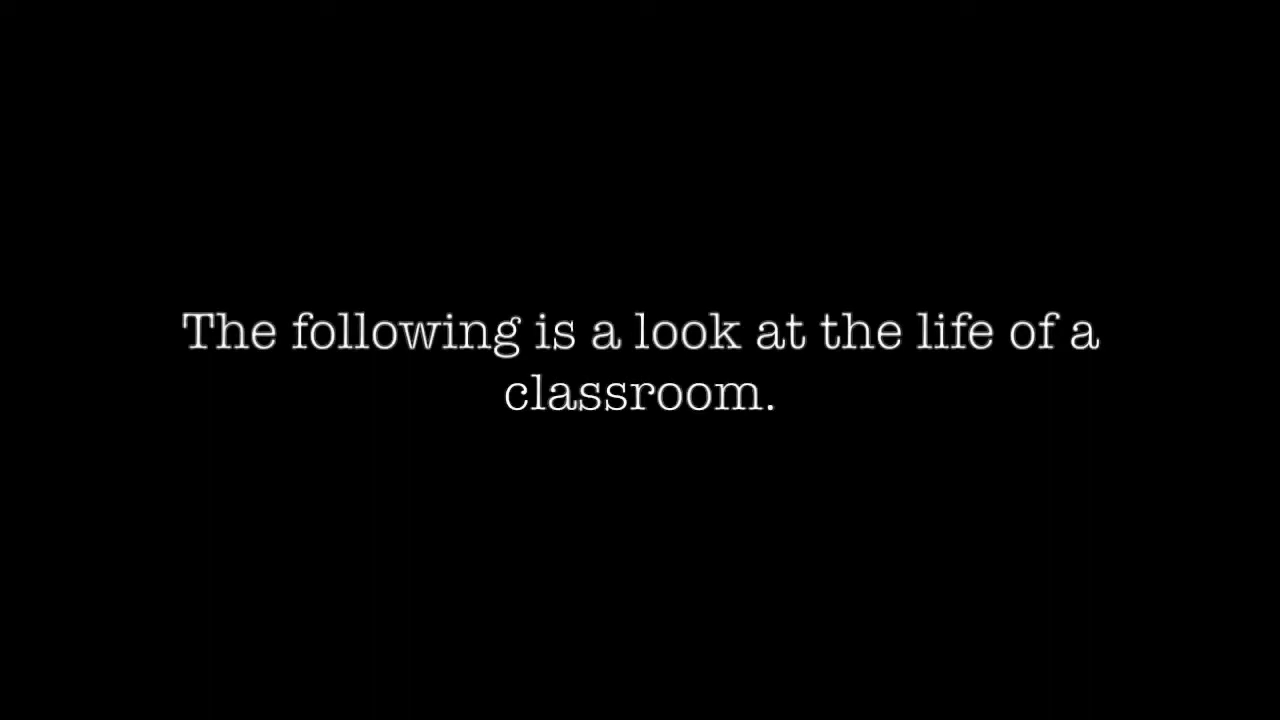 The following is a look at the life of a
classroom.